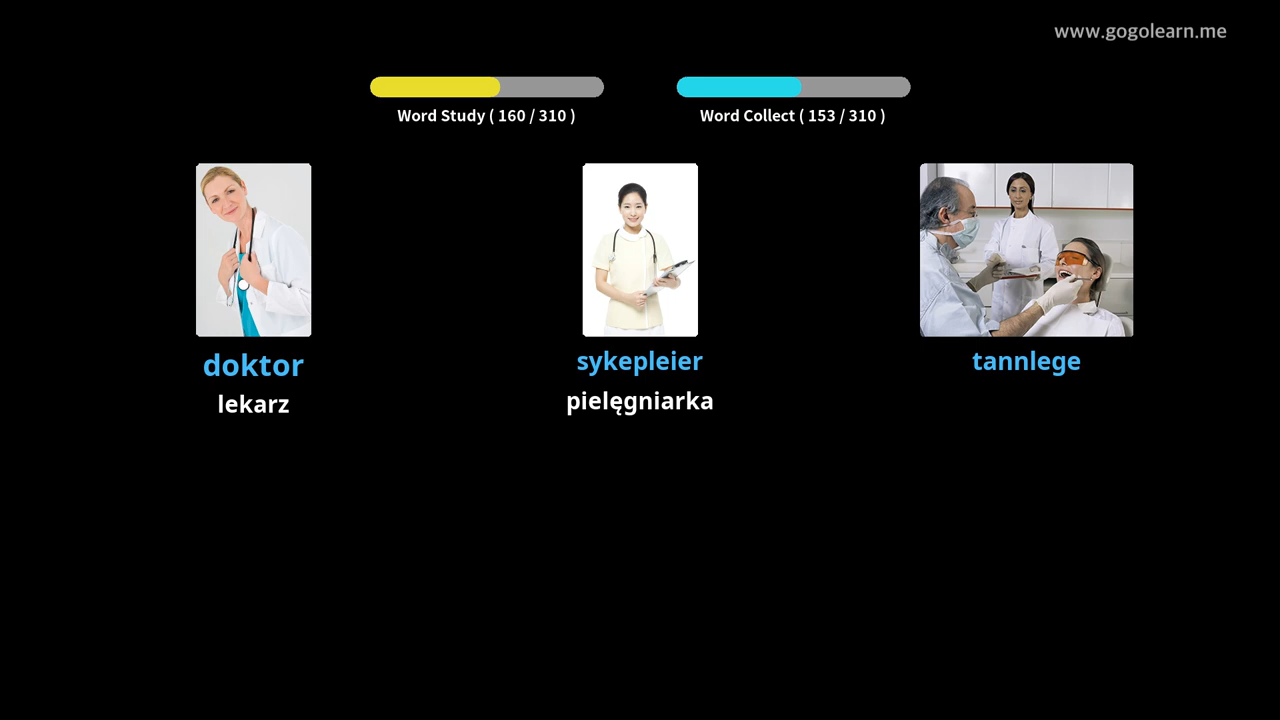 www.gogolearn.me
Word Study ( 160 / 310 )
Word Collect ( 153 / 310 )
doktor
lekarz
sykepleier
pielęgniarka
tannlege